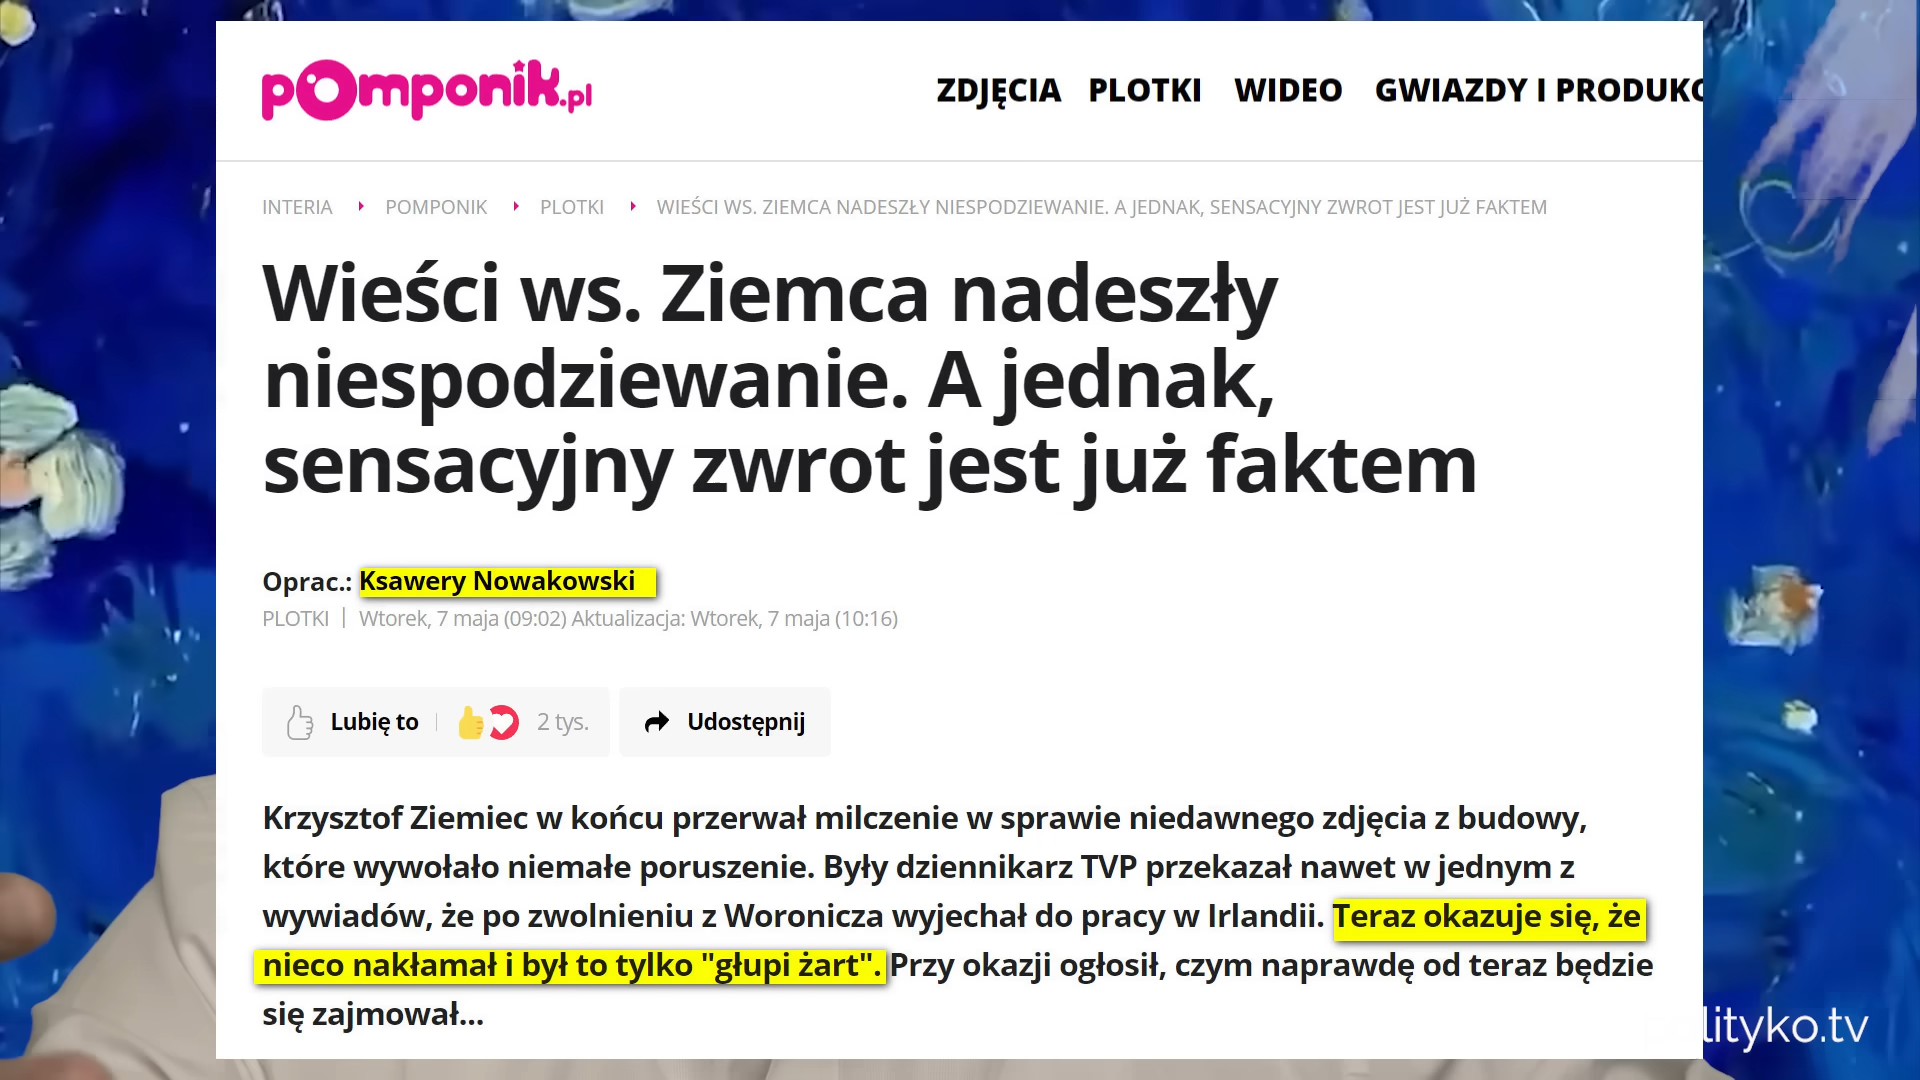 pomponik.pl
ZDJĘCIA PLOTKI WIDEO GWIAZDY I PRODUKC
INTERIA POMPONIK PLOTKI WIEŚCI WS. ZIEMCA NADESZŁY NIESPODZIEWANIE. A JEDNAK, SENSACYJNY ZWROT JEST JUŻ FAKTEM
Wieści ws. Ziemca nadeszły
niespodziewanie. A jednak,
sensacyjny zwrot jest już faktem
Oprac.: Ksawery Nowakowski
PLOTKI | Wtorek, 7 maja (09:02) Aktualizacja: Wtorek, 7 maja (10:16)
Lubię to 2 tys. Udostępnij
Krzysztof Ziemiec w końcu przerwał milczenie w sprawie niedawnego zdjęcia z budowy,
które wywołało niemałe poruszenie. Były dziennikarz TVP przekazał nawet w jednym z
wywiadów, że po zwolnieniu z Woronicza wyjechał do pracy w Irlandii. Teraz okazuje się, że
nieco nakłamał i był to tylko "głupi żart". Przy okazji ogłosił, czym naprawdę od teraz będzie
się zajmował...
lityko.tv